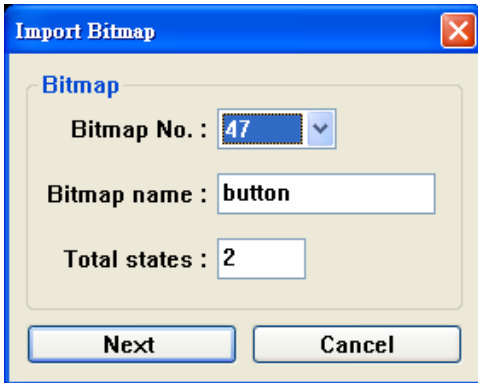 Import Bitmap
Bitmap
Bitmap No. : 47
Bitmap name : button
Total states : 2
Next Cancel